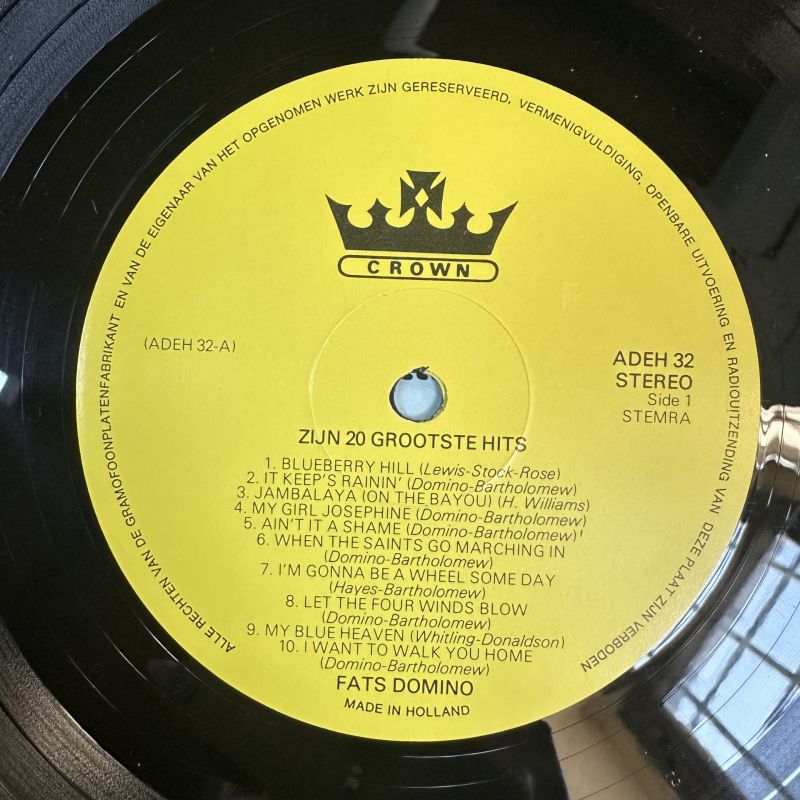 ALLE RECHTEN VAN DE GRAMOFOONPLATENFABRIKANT EN VAN DE EIGENAAR VAN HET OPGENOMEN WERK ZIJN GERESERVEERD. VERMENIGVULDIGING, OPENBARE UITVOERING EN RADIOUITZENDING VAN DEZE PLAAT ZIJN VERBODEN
CROWN
(ADEH 32-A)
ADEH 32
STEREO
Side 1
STEMRA
ZIJN 20 GROOTSTE HITS
1. BLUEBERRY HILL (Lewis-Stock-Rose)
2. IT KEEP'S RAININ' (Domino-Bartholomew)
3. JAMBALAYA (ON THE BAYOU) (H. Williams)
4. MY GIRL JOSEPHINE (Domino-Bartholomew)
5. AIN'T IT A SHAME (Domino-Bartholomew)'
6. WHEN THE SAINTS GO MARCHING IN
(Domino-Bartholomew)
7. I'M GONNA BE A WHEEL SOME DAY
(Hayes-Bartholomew)
8. LET THE FOUR WINDS BLOW
(Domino-Bartholomew)
9. MY BLUE HEAVEN (Whitling-Donaldson)
10. I WANT TO WALK YOU HOME
(Domino-Bartholomew)
FATS DOMINO
MADE IN HOLLAND